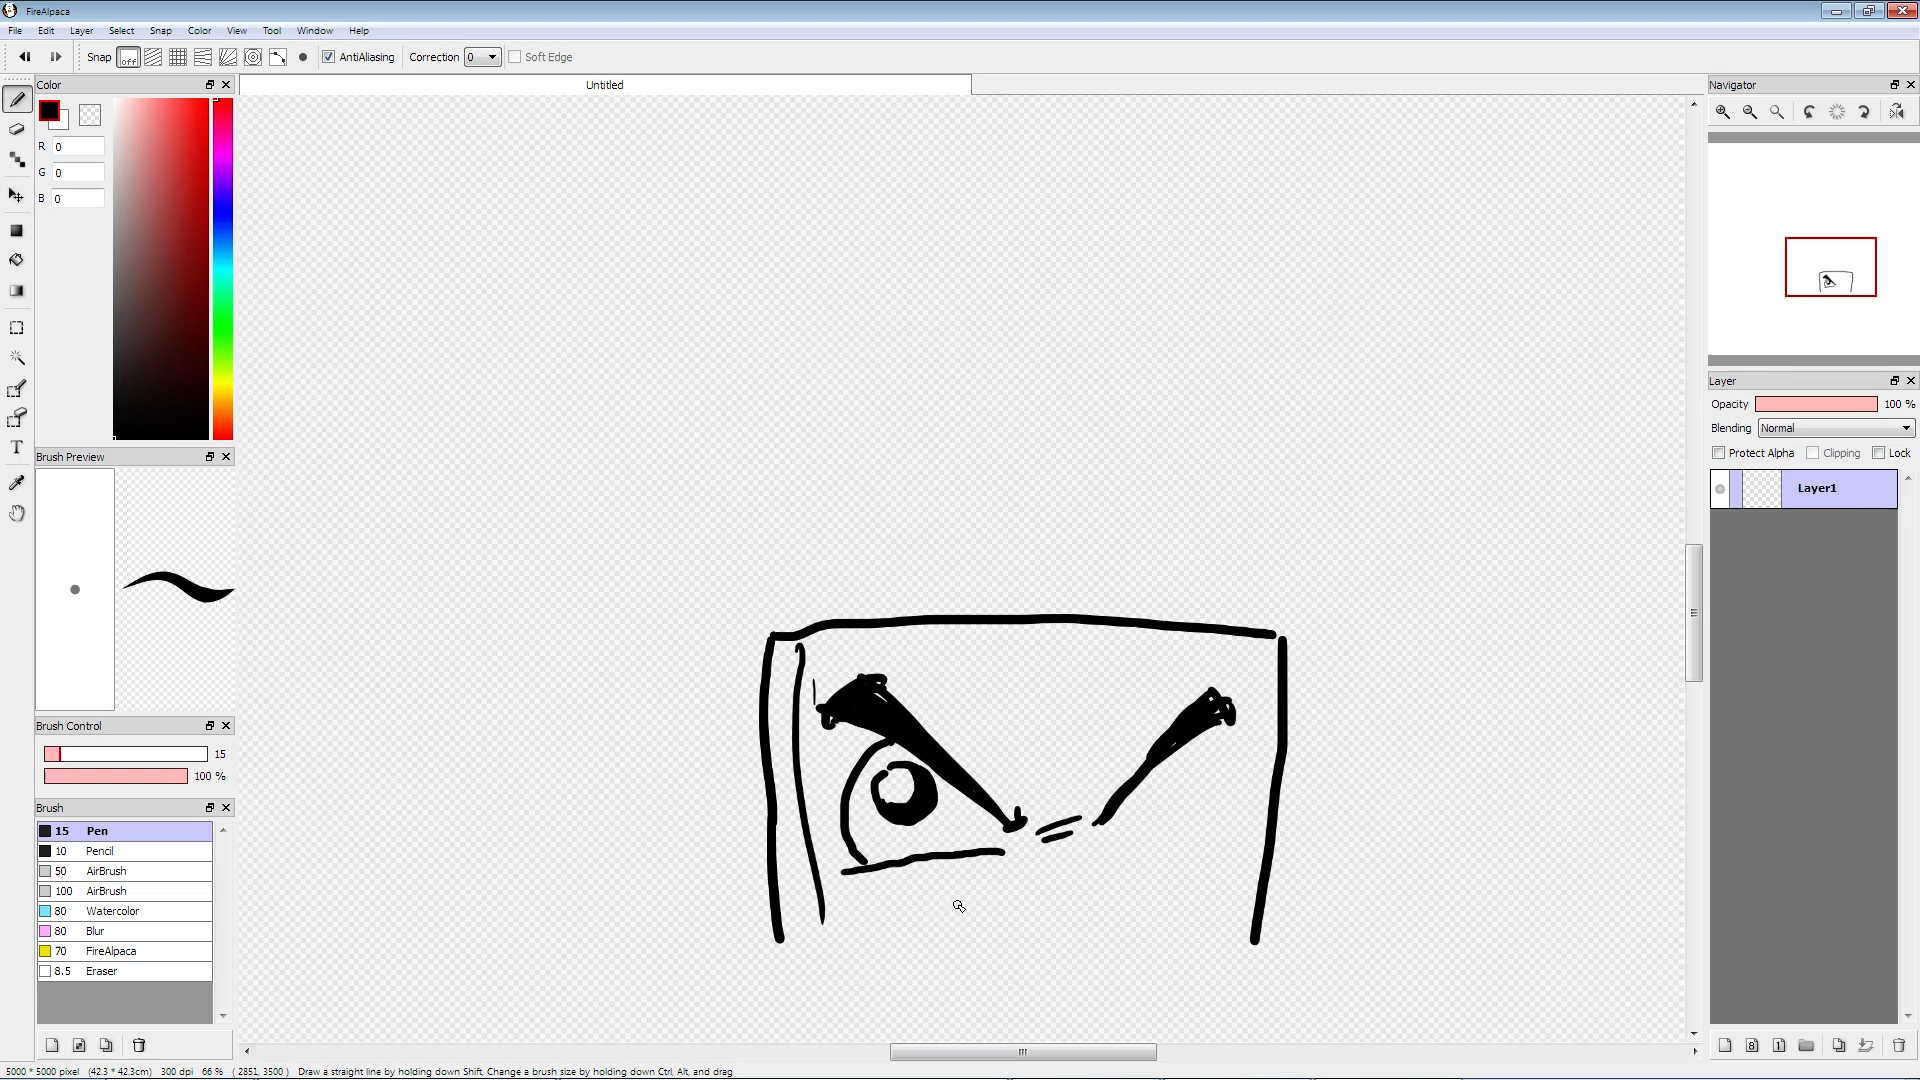 FireAlpaca
File Edit Layer Select Snap Color View Tool Window Help
Snap off AntiAliasing Correction 0 Soft Edge
Color
Untitled
Navigator
R 0
G 0
B 0
Layer
Opacity 100 %
Blending Normal
Protect Alpha Clipping Lock
Layer1
Brush Preview
Brush Control
15
100 %
Brush
15 Pen
10 Pencil
50 AirBrush
100 AirBrush
80 Watercolor
80 Blur
70 FireAlpaca
8.5 Eraser
8 1
5000 * 5000 pixel (42.3 * 42.3cm) 300 dpi 66 % ( 2851, 3500 ) Draw a straight line by holding down Shift, Change a brush size by holding down Ctrl, Alt, and drag